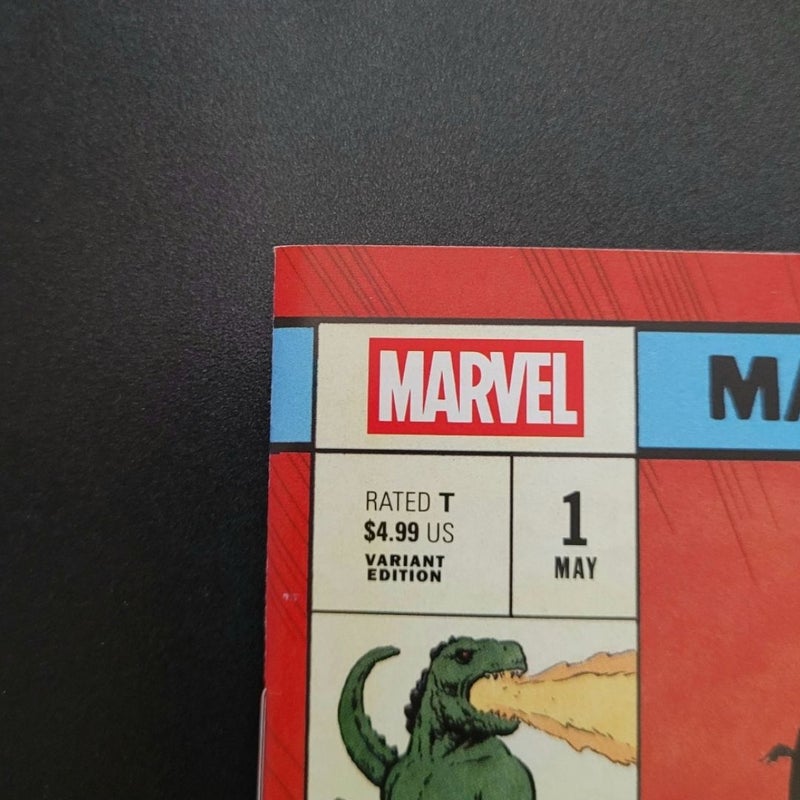 MARVEL
MA
RATED T
$4.99 US
VARIANT
EDITION
1
MAY